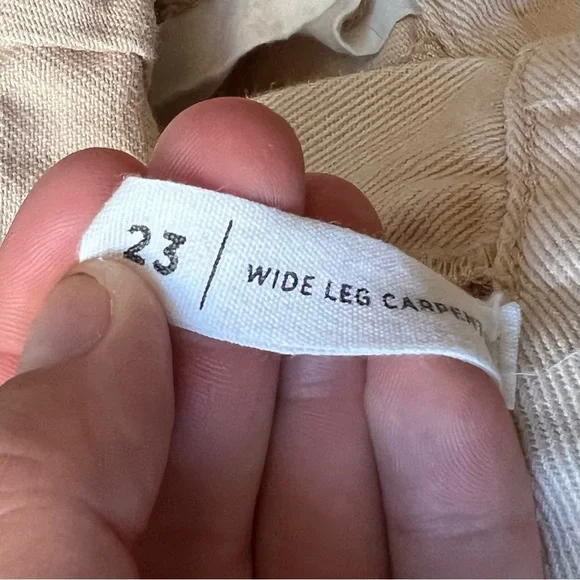 23 | WIDE LEG CARPENT